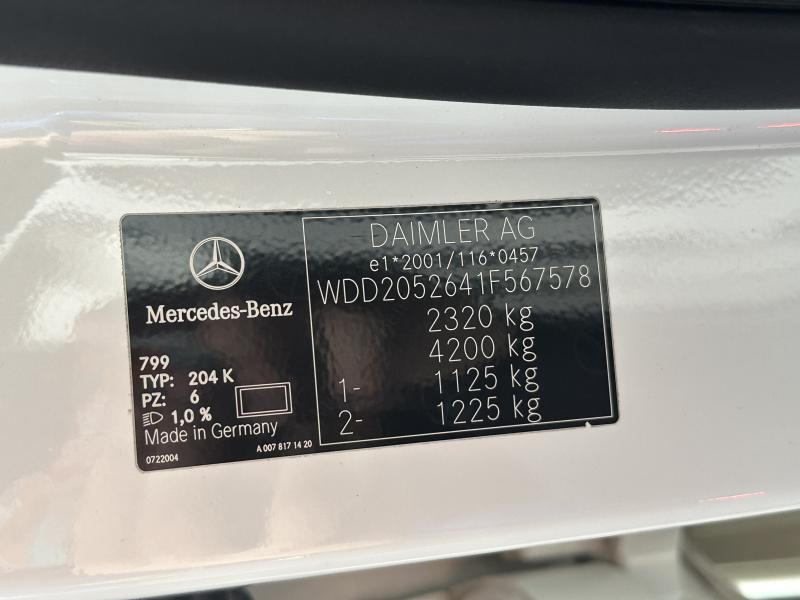 Mercedes-Benz
799
TYP: 204 K
PZ: 6
1,0 %
Made in Germany
0722004
A 007 817 14 20
DAIMLER AG
e1*2001/116*0457
WDD2052641F567578
2320 kg
4200 kg
1- 1125 kg
2- 1225 kg